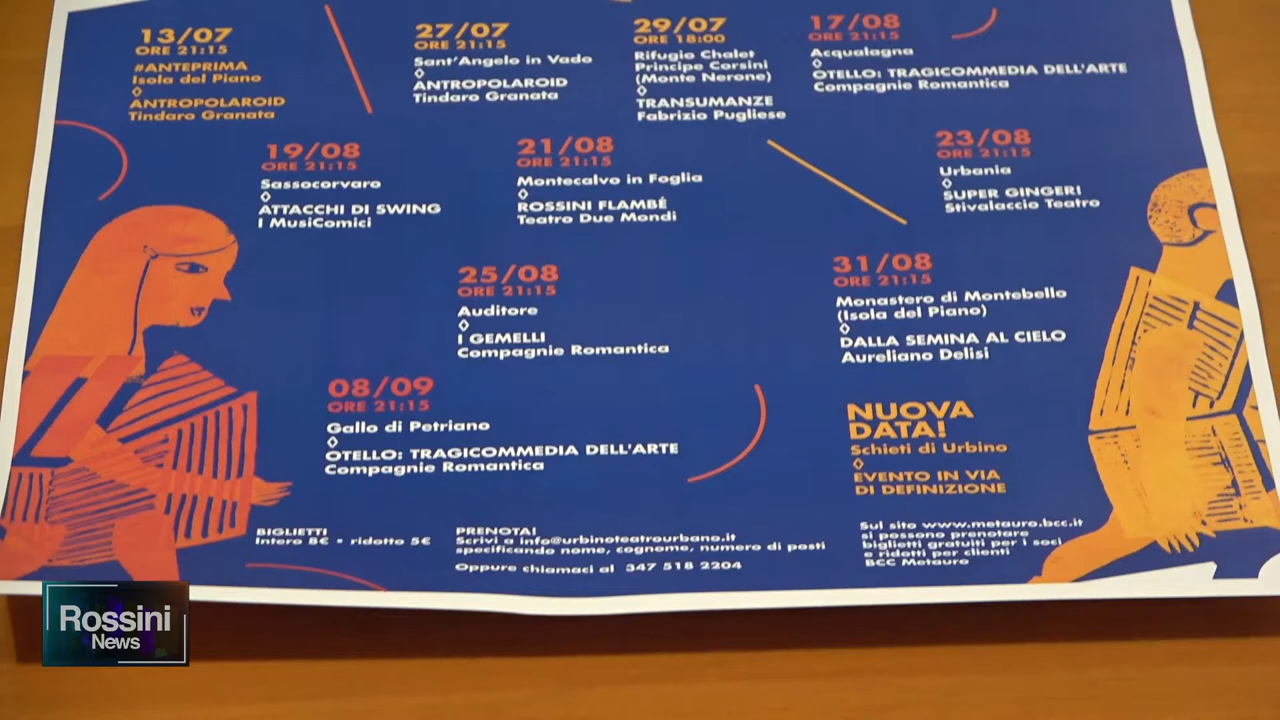 13/07
ORE 21:15
#ANTEPRIMA
Isola del Piano
◊
ANTROPOLAROID
Tindaro Granata
27/07
ORE 21:15
Sant'Angelo in Vado
◊
ANTROPOLAROID
Tindaro Granata
29/07
ORE 18:00
Rifugio Chalet
Principe Corsini
(Monte Nerone)
◊
TRANSUMANZE
Fabrizio Pugliese
17/08
ORE 21:15
Acqualagna
◊
OTELLO: TRAGICOMMEDIA DELL'ARTE
Compagnie Romantica
19/08
ORE 21:15
Sassocorvaro
◊
ATTACCHI DI SWING
I MusiComici
21/08
ORE 21:15
Montecalvo in Foglia
◊
ROSSINI FLAMBÉ
Teatro Due Mondi
23/08
ORE 21:15
Urbania
◊
SUPER GINGER!
Stivalaccio Teatro
25/08
ORE 21:15
Auditore
◊
I GEMELLI
Compagnie Romantica
31/08
ORE 21:15
Monastero di Montebello
(Isola del Piano)
◊
DALLA SEMINA AL CIELO
Aureliano Delisi
08/09
ORE 21:15
Gallo di Petriano
◊
OTELLO: TRAGICOMMEDIA DELL'ARTE
Compagnie Romantica
NUOVA
DATA!
Schieti di Urbino
◊
EVENTO IN VIA
DI DEFINIZIONE
BIGLIETTI
Intero 8€ • ridotto 5€
PRENOTA!
Scrivi a info@urbinoteatrourbano.it
specificando nome, cognome, numero di posti
Oppure chiamaci al 347 518 2204
Sul sito www.metauro.bcc.it
si possono prenotare
biglietti gratuiti per i soci
e ridotti per clienti
BCC Metauro
Rossini
News